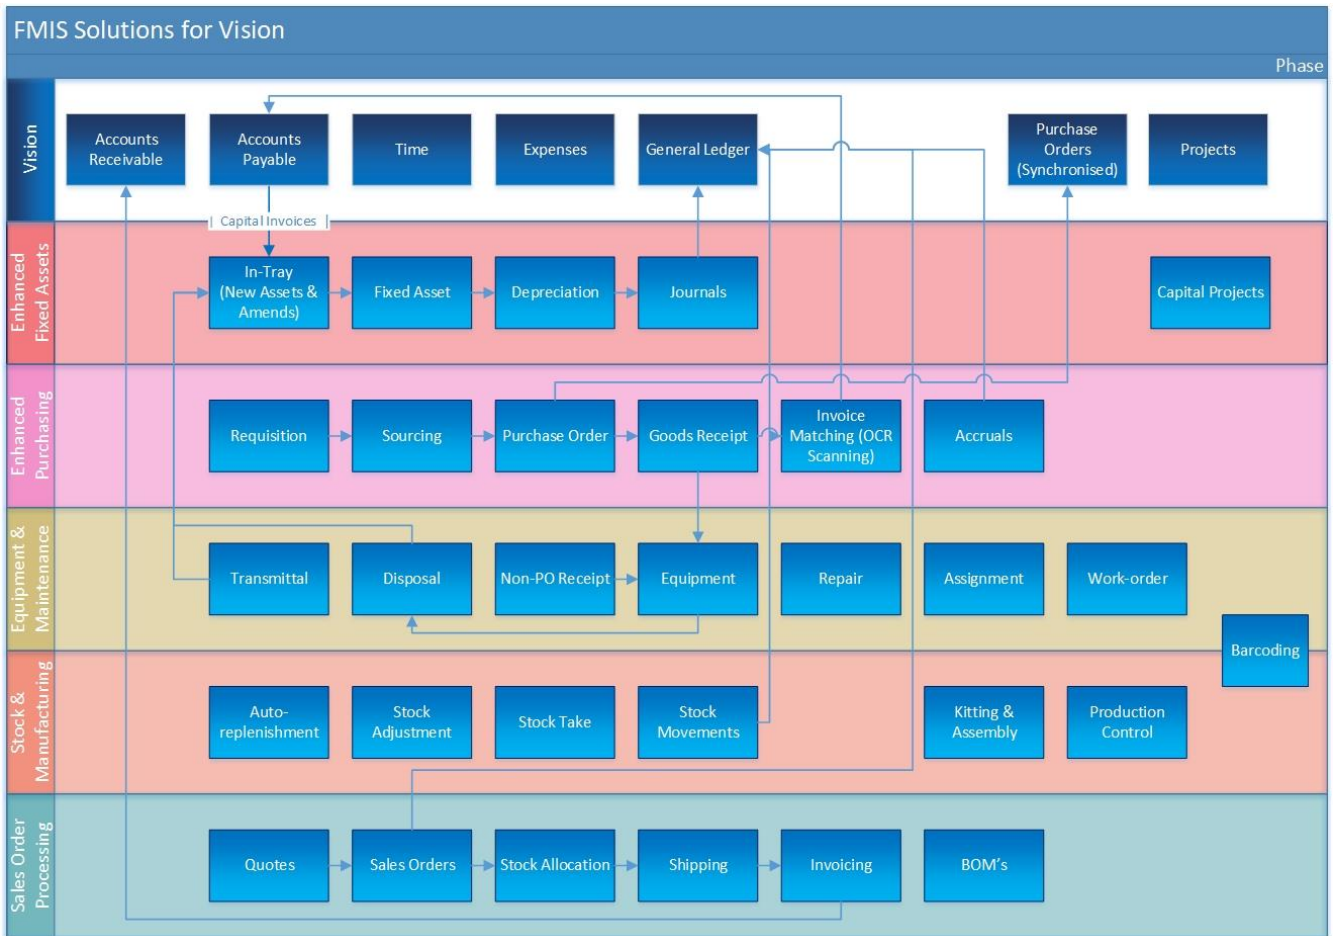 FMIS Solutions for Vision
Phase
Vision
Accounts
Receivable
Accounts
Payable
Time
Expenses
General Ledger
Purchase
Orders
(Synchronised)
Projects
Capital Invoices
Enhanced
Fixed Assets
In-Tray
(New Assets &
Amends)
Fixed Asset
Depreciation
Journals
Capital Projects
Enhanced
Purchasing
Requisition
Sourcing
Purchase Order
Goods Receipt
Invoice
Matching (OCR
Scanning)
Accruals
Equipment &
Maintenance
Transmittal
Disposal
Non-PO Receipt
Equipment
Repair
Assignment
Work-order
Barcoding
Stock &
Manufacturing
Auto-
replenishment
Stock
Adjustment
Stock Take
Stock
Movements
Kitting &
Assembly
Production
Control
Sales Order
Processing
Quotes
Sales Orders
Stock Allocation
Shipping
Invoicing
BOM's